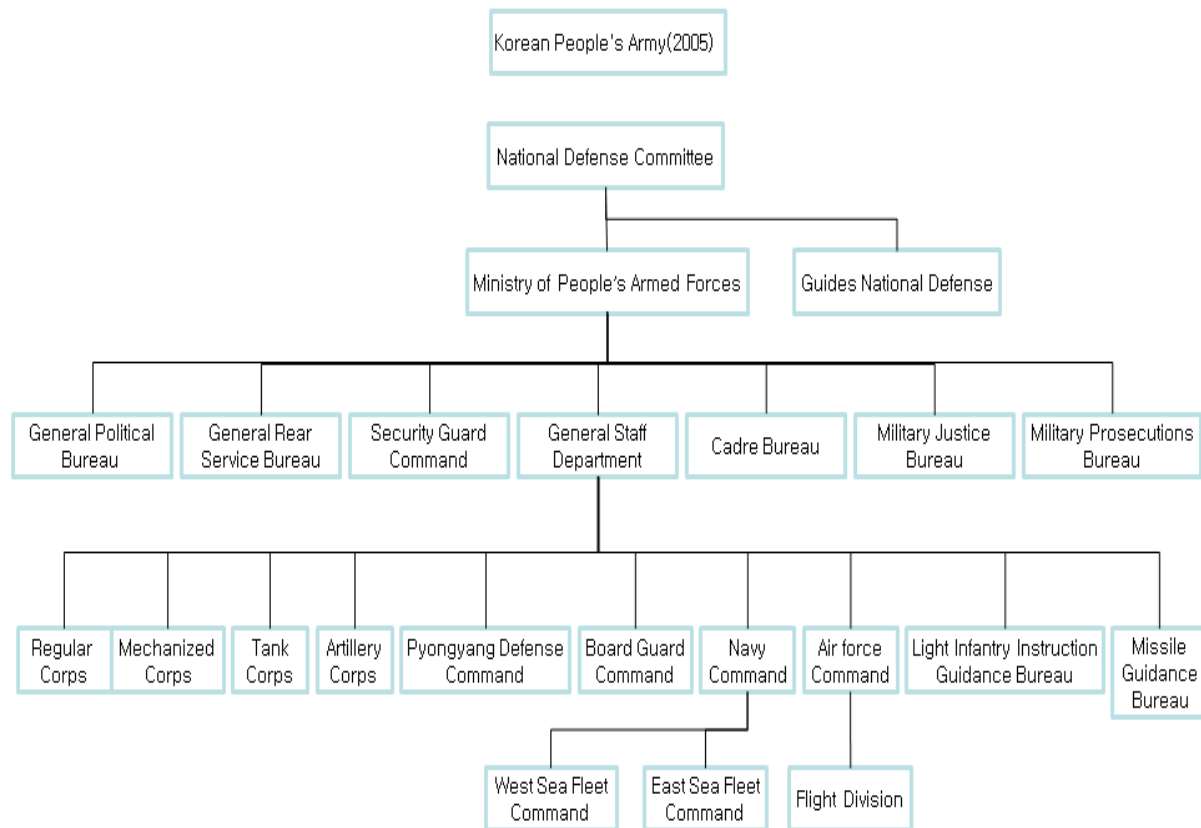 Korean People's Army(2005)
National Defense Committee
Ministry of People's Armed Forces
Guides National Defense
General Political
Bureau
General Rear
Service Bureau
Security Guard
Command
General Staff
Department
Cadre Bureau
Military Justice
Bureau
Military Prosecutions
Bureau
Regular
Corps
Mechanized
Corps
Tank
Corps
Artillery
Corps
Pyongyang Defense
Command
Board Guard
Command
Navy
Command
Air force
Command
Light Infantry Instruction
Guidance Bureau
Missile
Guidance
Bureau
West Sea Fleet
Command
East Sea Fleet
Command
Flight Division